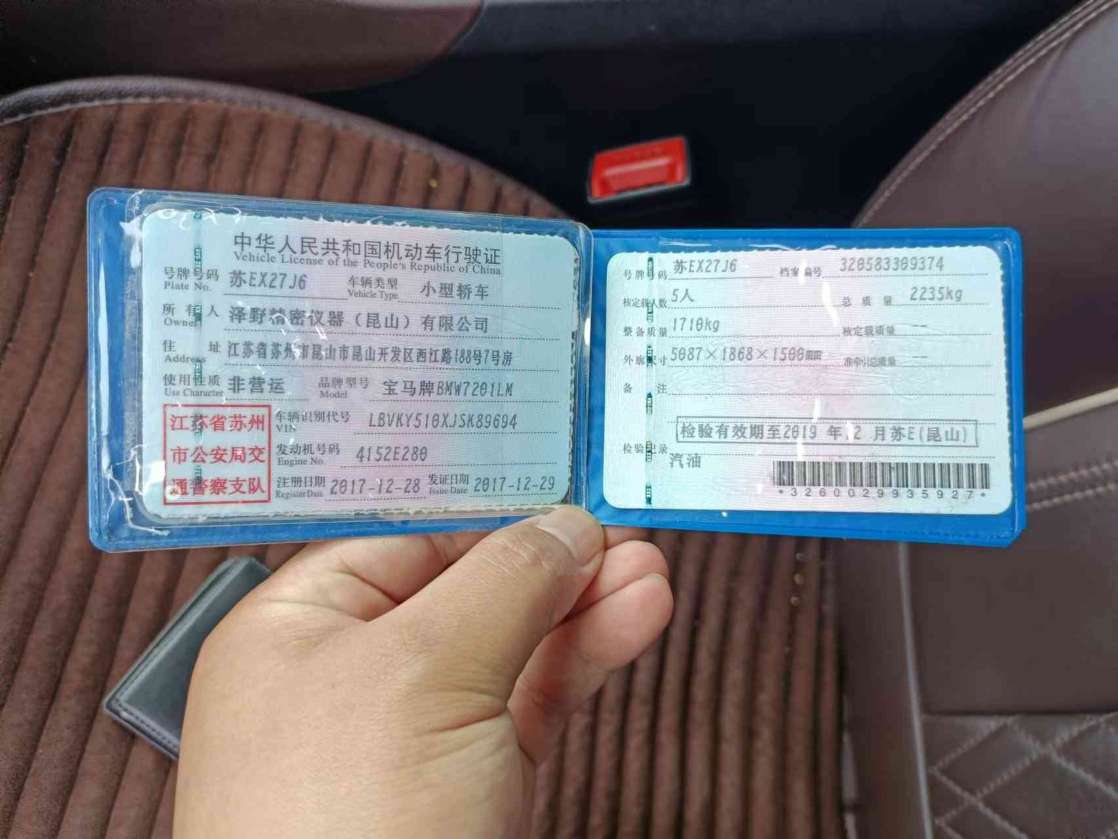 中华人民共和国机动车行驶证
Vehicle License of the People's Republic of China
号牌号码 苏EX27J6 车辆类型 小型轿车
Plate No. Vehicle Type
所有人 泽野精密仪器（昆山）有限公司
Owner
住址 江苏省苏州市昆山市昆山开发区西江路188号7号房
Address
使用性质 非营运 品牌型号 宝马牌BMW7201LM
Use Character Model
江苏省苏州
市公安局交
通警察支队
车辆识别代号 LBVKY510XJSK89694
VIN
发动机号码 4152E280
Engine No.
注册日期 2017-12-28 发证日期 2017-12-29
Register Date Issue Date
号牌号码 苏EX27J6 档案编号 320583309374
核定载人数 5人 总质量 2235kg
整备质量 1710kg 核定载质量 --
外廓尺寸 5087×1868×1500mm 准牵引总质量 --
备注
检验有效期至2019年12月苏E(昆山)
检验记录
汽油
*3260029935927*